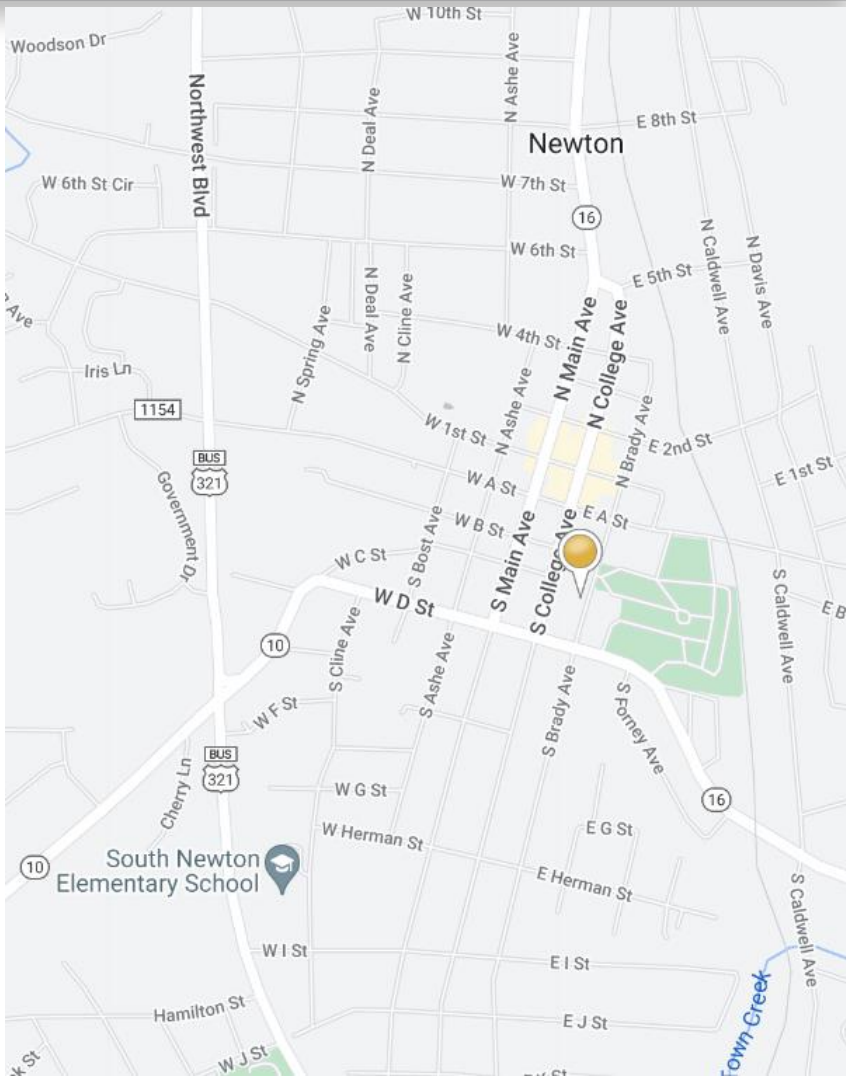 W 10th St
Woodson Dr
Northwest Blvd
N Deal Ave
N Ashe Ave
E 8th St
Newton
W 7th St
W 6th St Cir
16
W 6th St
N Caldwell Ave
N Davis Ave
E 5th St
Ave
N Deal Ave
N Cline Ave
N Spring Ave
W 4th St
N Main Ave
N College Ave
Iris Ln
1154
N Ashe Ave
N Brady Ave
W 1st St
E 2nd St
E 1st St
BUS
321
Government Dr
W A St
E A St
W B St
S Bost Ave
S Main Ave
S College Ave
W C St
W D St
S Caldwell Ave
E B
10
S Cline Ave
S Ashe Ave
S Brady Ave
S Forney Ave
W F St
BUS
321
Cherry Ln
W G St
16
W Herman St
E G St
South Newton
Elementary School
10
E Herman St
S Caldwell Ave
W I St
E I St
Hamilton St
E J St
Town Creek
W J St
k St